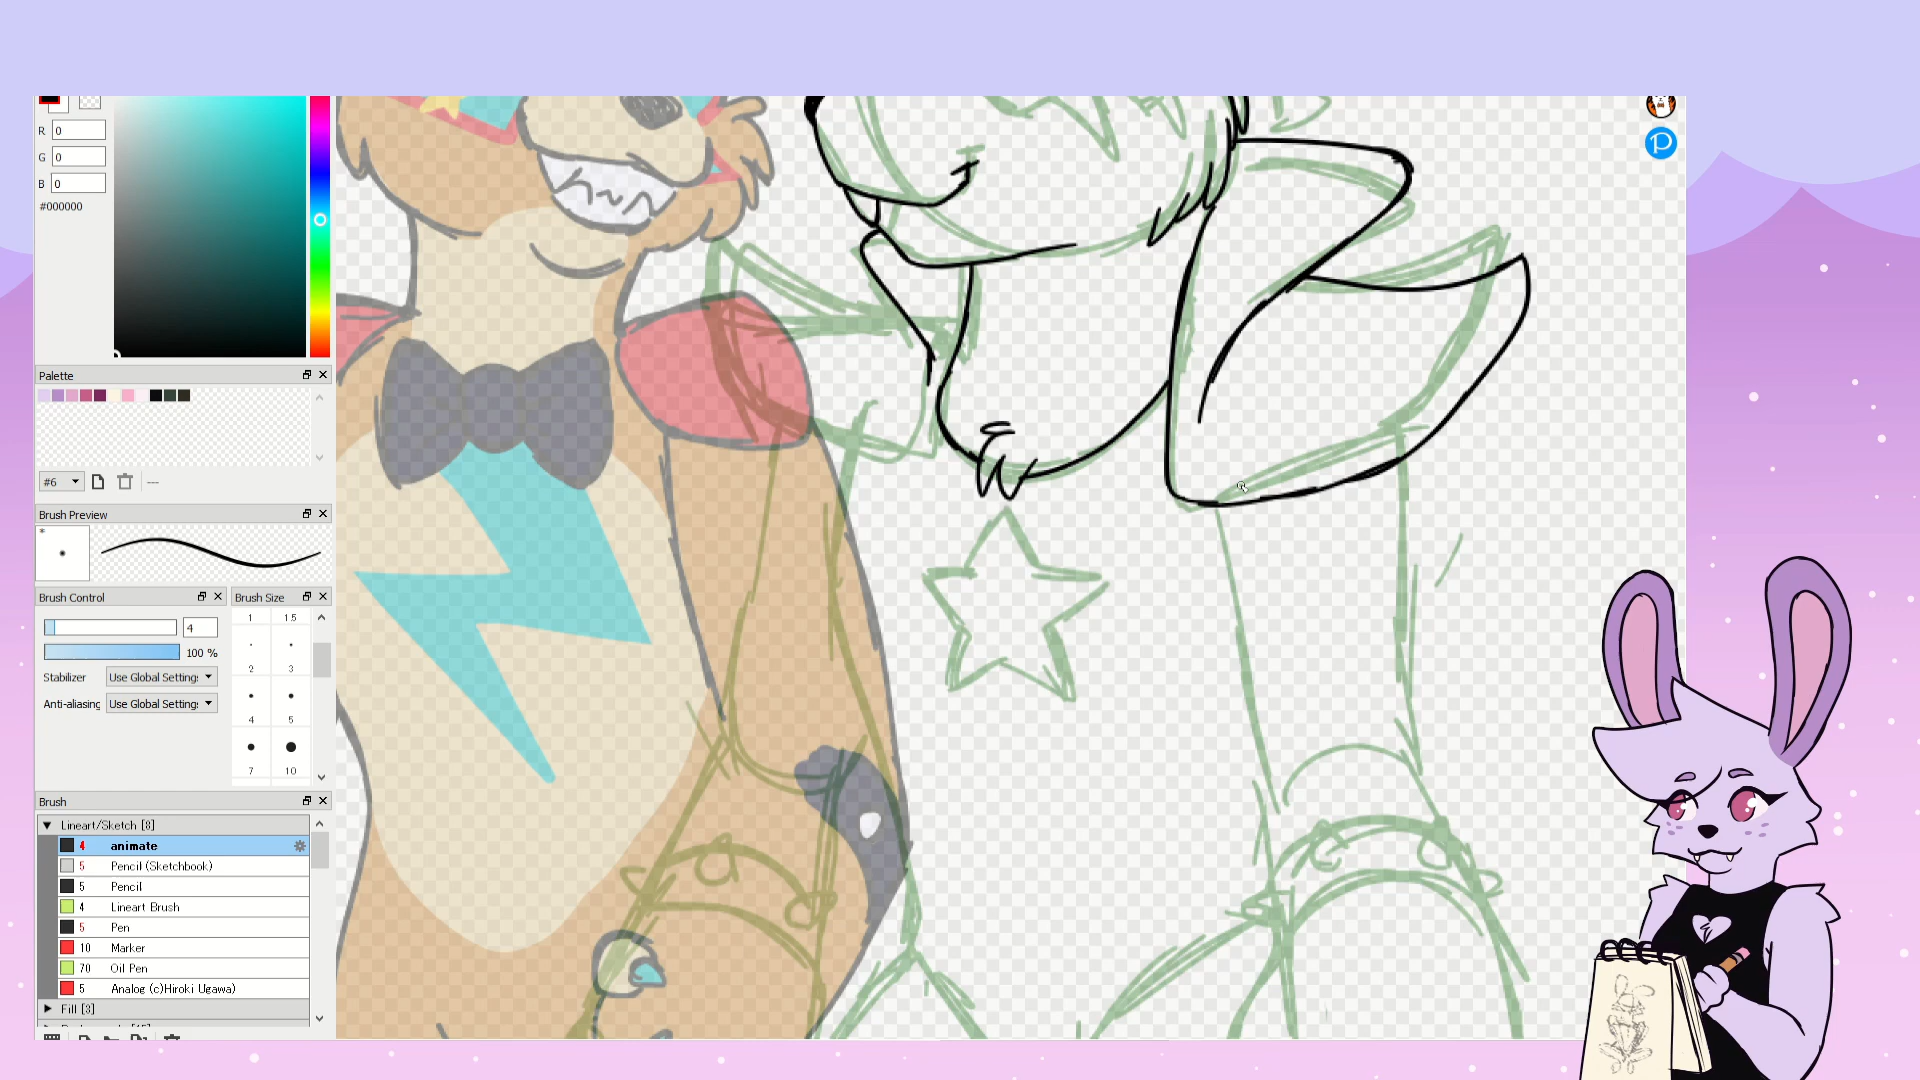 R 0
G 0
B 0
#000000
Palette
#6
---
Brush Preview
*
Brush Control
Brush Size
4
100 %
1 1.5
2 3
4 5
7 10
Stabilizer Use Global Setting
Anti-aliasing Use Global Setting
Brush
Lineart/Sketch [8]
4 animate
5 Pencil (Sketchbook)
5 Pencil
4 Lineart Brush
5 Pen
10 Marker
70 Oil Pen
5 Analog (c)Hiroki Ugawa)
Fill [3]